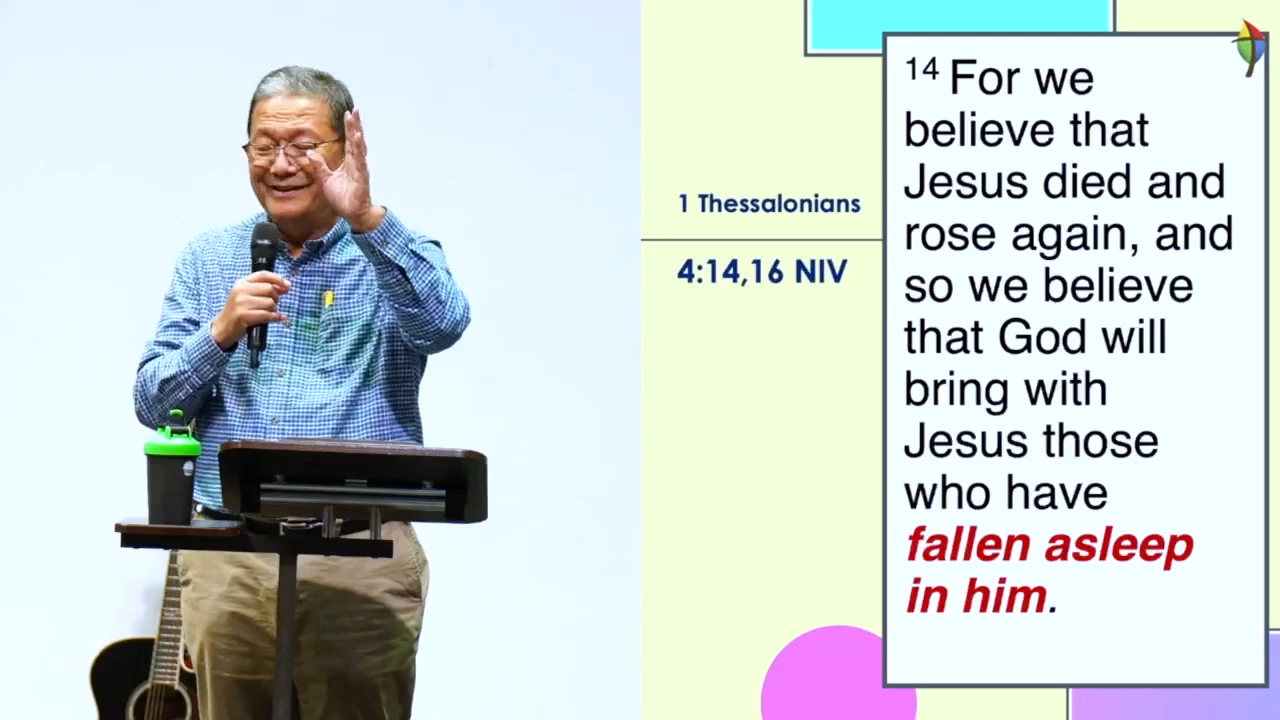 1 Thessalonians
4:14,16 NIV
14 For we
believe that
Jesus died and
rose again, and
so we believe
that God will
bring with
Jesus those
who have
fallen asleep
in him.